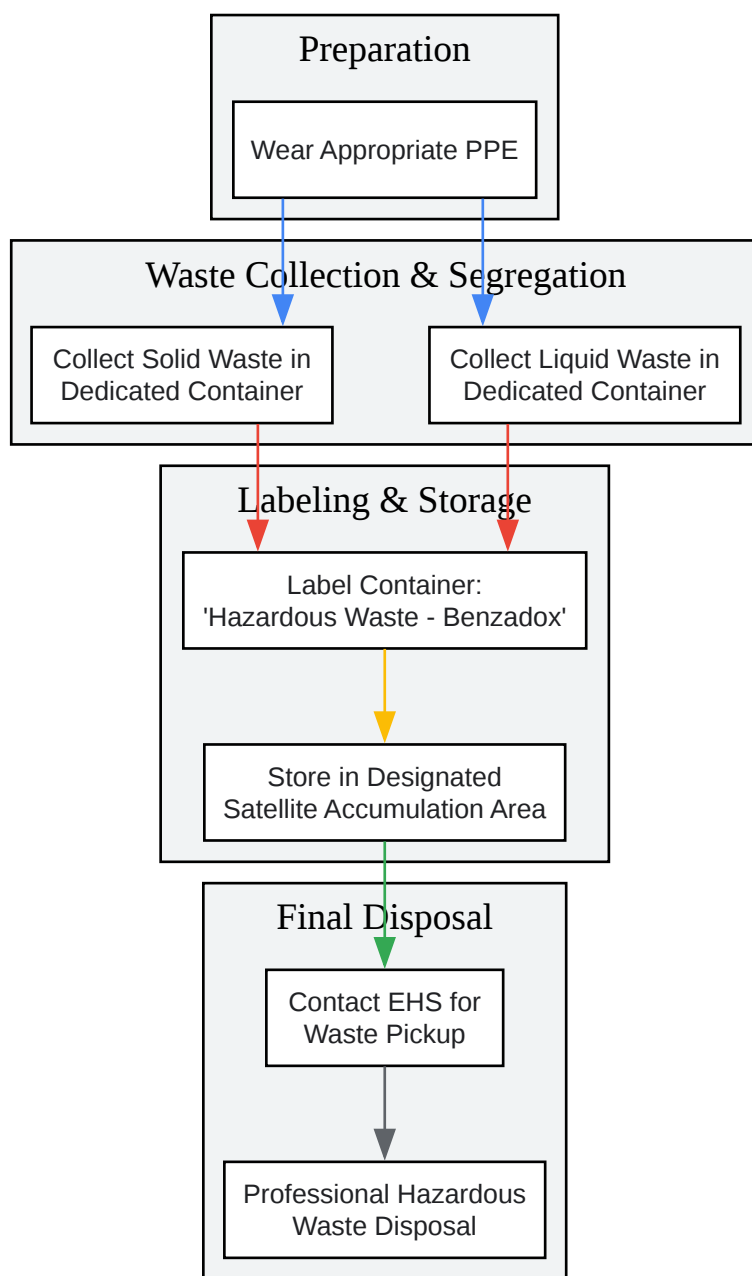 Preparation
Wear Appropriate PPE
Waste Collection & Segregation
Collect Solid Waste in
Dedicated Container
Collect Liquid Waste in
Dedicated Container
Labeling & Storage
Label Container:
'Hazardous Waste - Benzadox'
Store in Designated
Satellite Accumulation Area
Final Disposal
Contact EHS for
Waste Pickup
Professional Hazardous
Waste Disposal